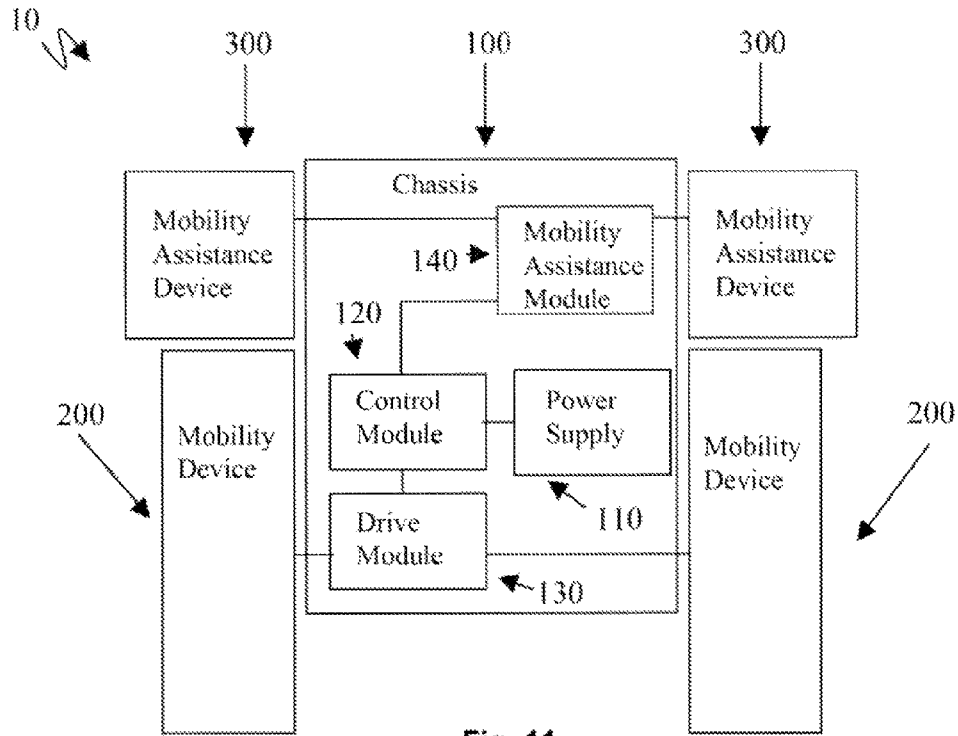 10
300
100
300
Chassis
Mobility
Assistance
Device
140
Mobility
Assistance
Module
Mobility
Assistance
Device
120
200
Mobility
Device
Control
Module
Power
Supply
Mobility
Device
200
Drive
Module
110
130